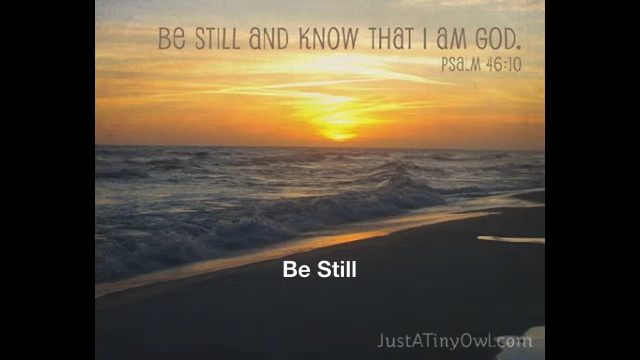 Be Still and Know That I am God.
Psalm 46:10
Be Still
JustATinyOwl.com